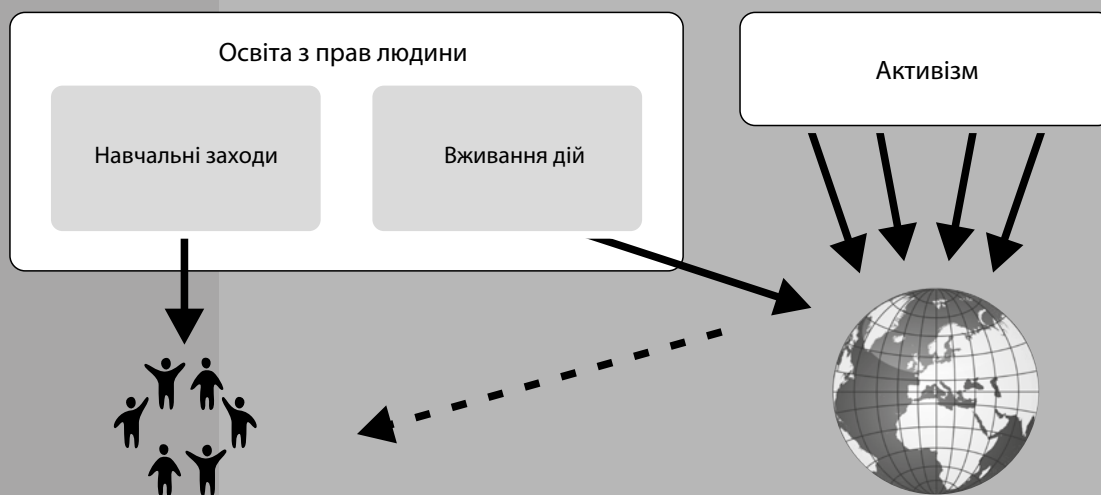 Освіта з прав людини
Активізм
Навчальні заходи
Вживання дій